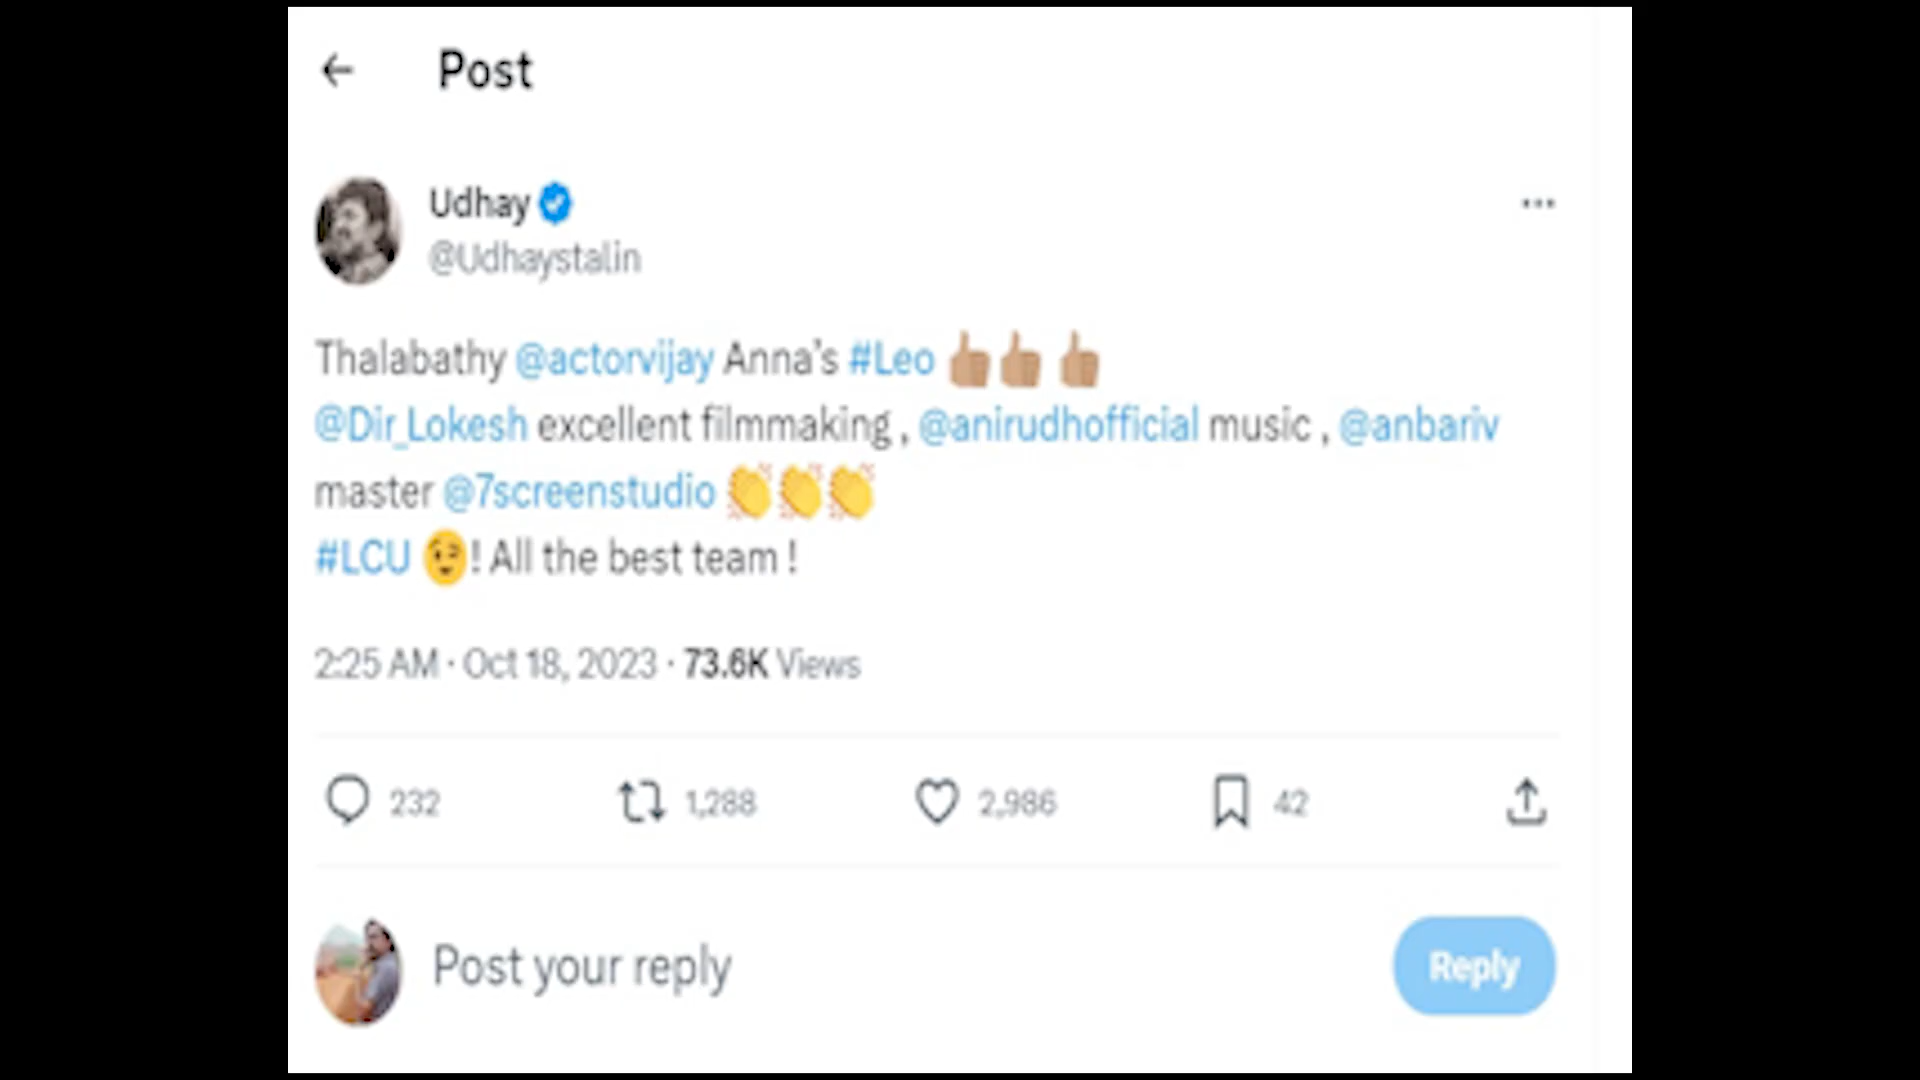 Post
Udhay
@Udhaystalin
Thalabathy @actorvijay Anna's #Leo 👍🏽👍🏽 👍🏽
@Dir_Lokesh excellent filmmaking , @anirudhofficial music , @anbariv
master @7screenstudio 👏👏👏
#LCU 😉! All the best team !
2:25 AM · Oct 18, 2023 · 73.6K Views
232 1,288 2,986 42
Post your reply
Reply